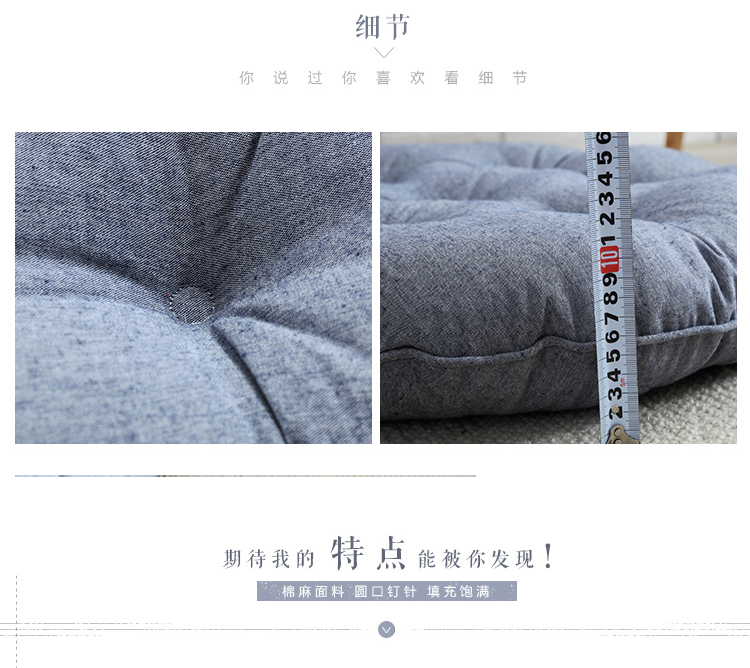 细节
你说过你喜欢看细节
2 3 4 5 6 7 8 9 10 1 2 3 4 5 6
5m
期待我的 特点 能被你发现!
棉麻面料 圆口钉针 填充饱满